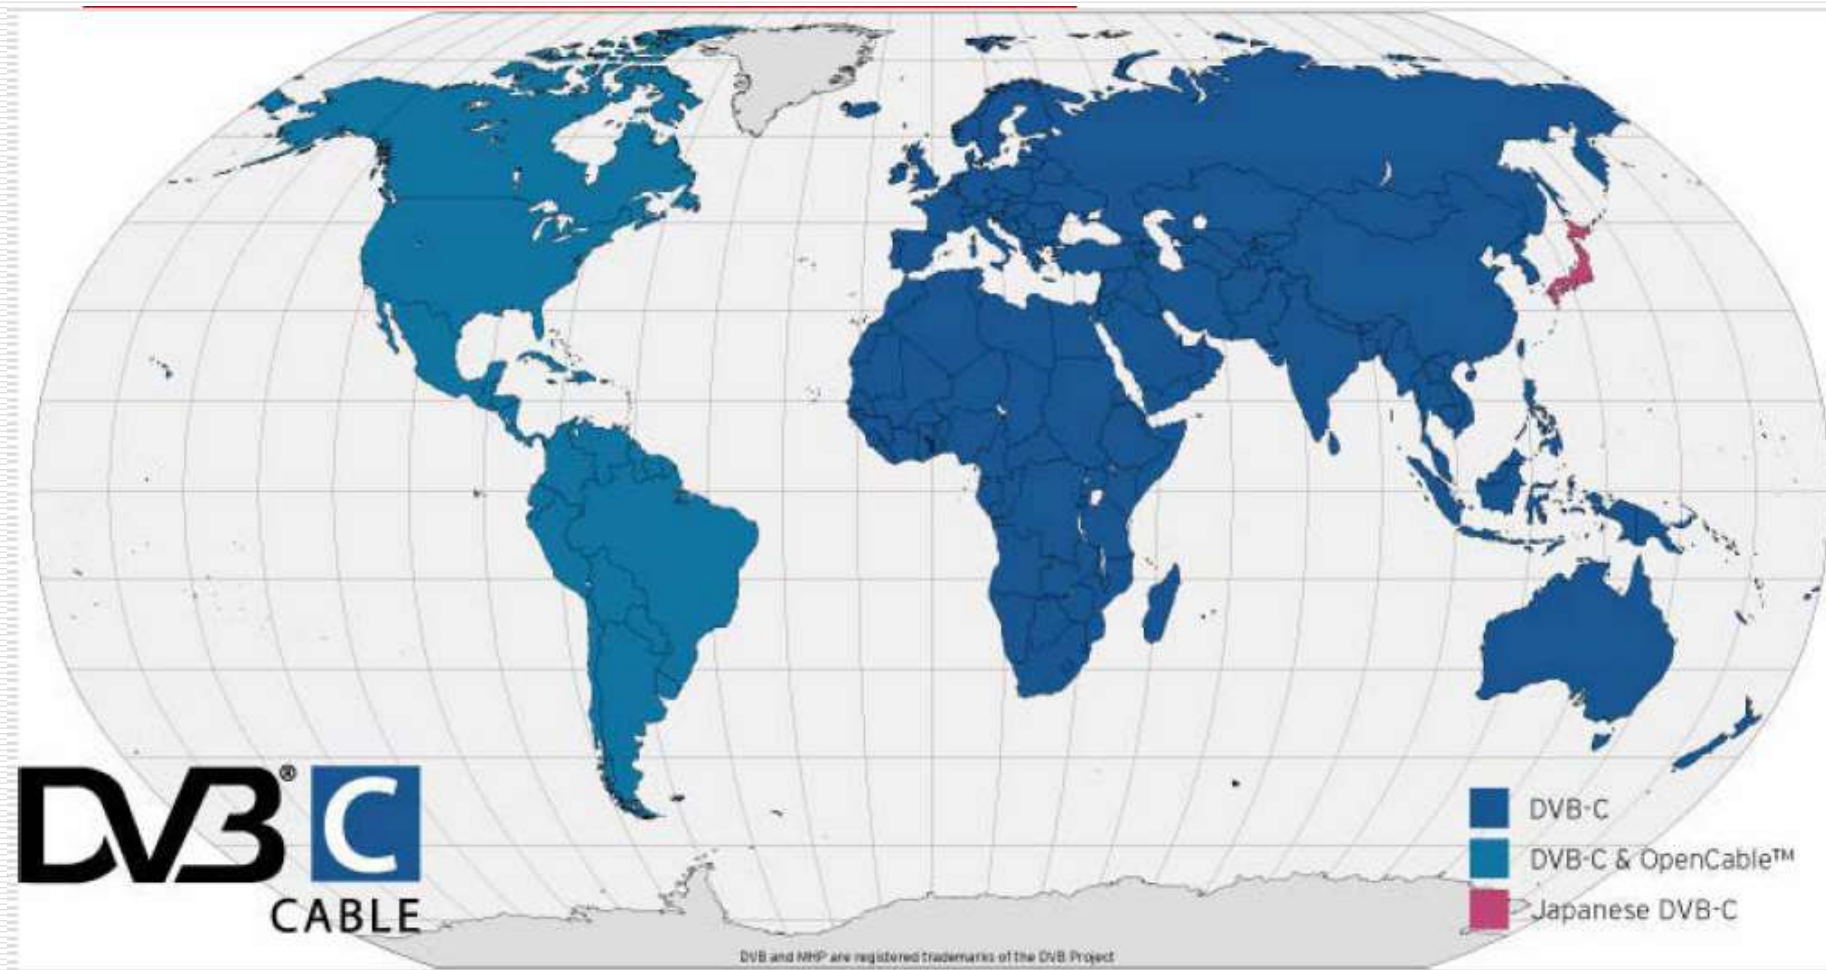 DVB® C
CABLE
DVB-C
DVB-C & OpenCable™
Japanese DVB-C
DVB and MHP are registered trademarks of the DVB Project